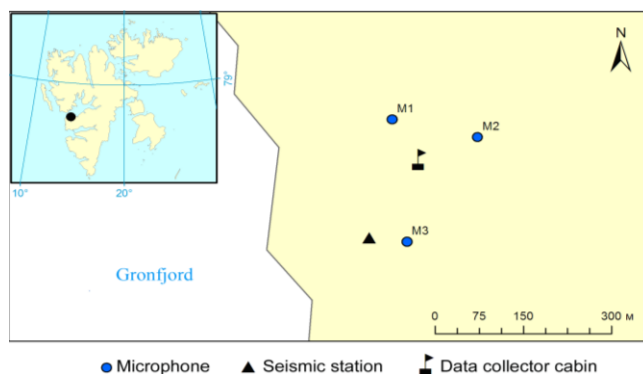 N
79°
M1
M2
10°
20°
M3
Gronfjord
0 75 150 300 м
Microphone Seismic station Data collector cabin